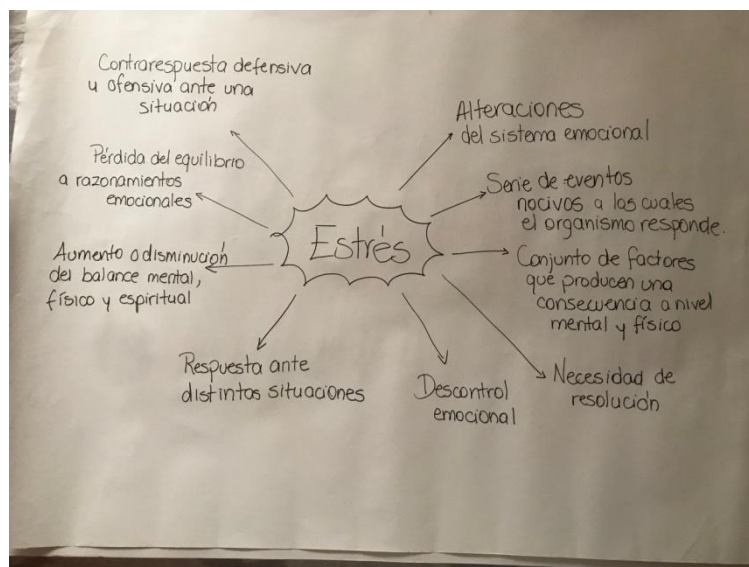 Contrarespuesta defensiva
u ofensiva ante una
situación
Pérdida del equilibrio
a razonamientos
emocionales
Aumento o disminución
del balance mental,
físico y espiritual
Respuesta ante
distintos situaciones
Estrés
Alteraciones
del sistema emocional
Serie de eventos
nocivos a los cuales
el organismo responde.
Conjunto de factores
que producen una
consecuencia a nivel
mental y físico
Necesidad de
resolución
Descontrol
emocional